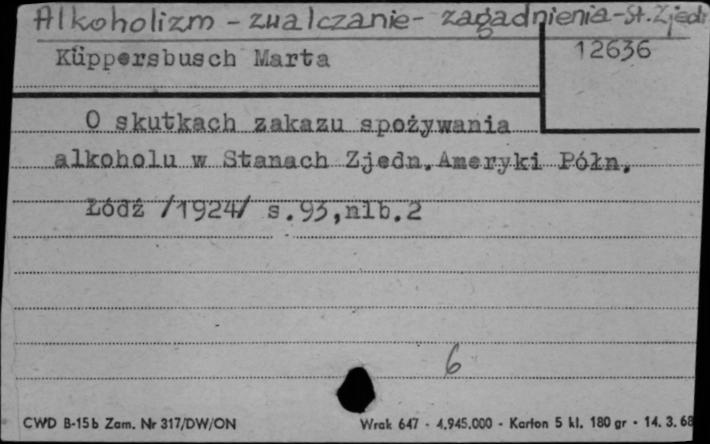 Alkoholizm - zwalczanie - zagadnienia - St. Zjedn
Küppersbusch Marta
12636
O skutkach zakazu spożywania
alkoholu w Stanach Zjedn. Ameryki Półn.
Łódź /1924/ s.93,nlb.2
6
CWD B-15b Zam. Nr 317/DW/ON
Wrak 647 - 4.945.000 - Karton 5 kl. 180 gr - 14. 3. 68